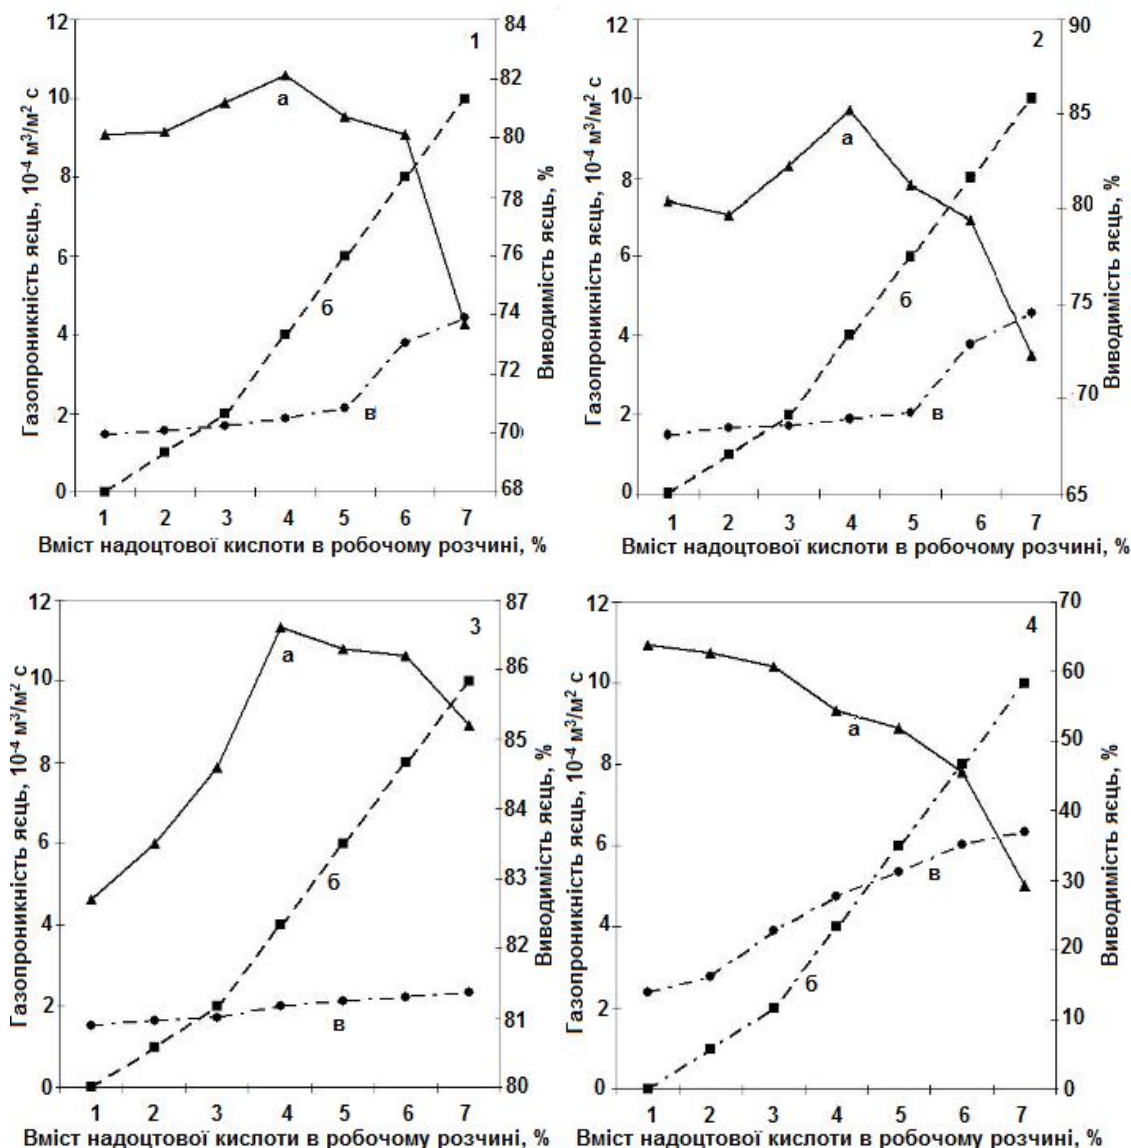 1
Газопроникність яєць, 10⁻⁴ м³/м² с
12
10
8
6
4
2
0
84
82
80
78
76
74
72
70
68
Виводимість яєць, %
а
б
в
1 2 3 4 5 6 7
Вміст надоцтової кислоти в робочому розчині, %
2
Газопроникність яєць, 10⁻⁴ м³/м² с
12
10
8
6
4
2
0
90
85
80
75
70
65
Виводимість яєць, %
а
б
в
1 2 3 4 5 6 7
Вміст надоцтової кислоти в робочому розчині, %
3
Газопроникність яєць, 10⁻⁴ м³/м² с
12
10
8
6
4
2
0
87
86
85
84
83
82
81
80
Виводимість яєць, %
а
б
в
1 2 3 4 5 6 7
Вміст надоцтової кислоти в робочому розчині, %
4
Газопроникність яєць, 10⁻⁴ м³/м² с
12
10
8
6
4
2
0
70
60
50
40
30
20
10
0
Виводимість яєць, %
а
б
в
1 2 3 4 5 6 7
Вміст надоцтової кислоти в робочому розчині, %